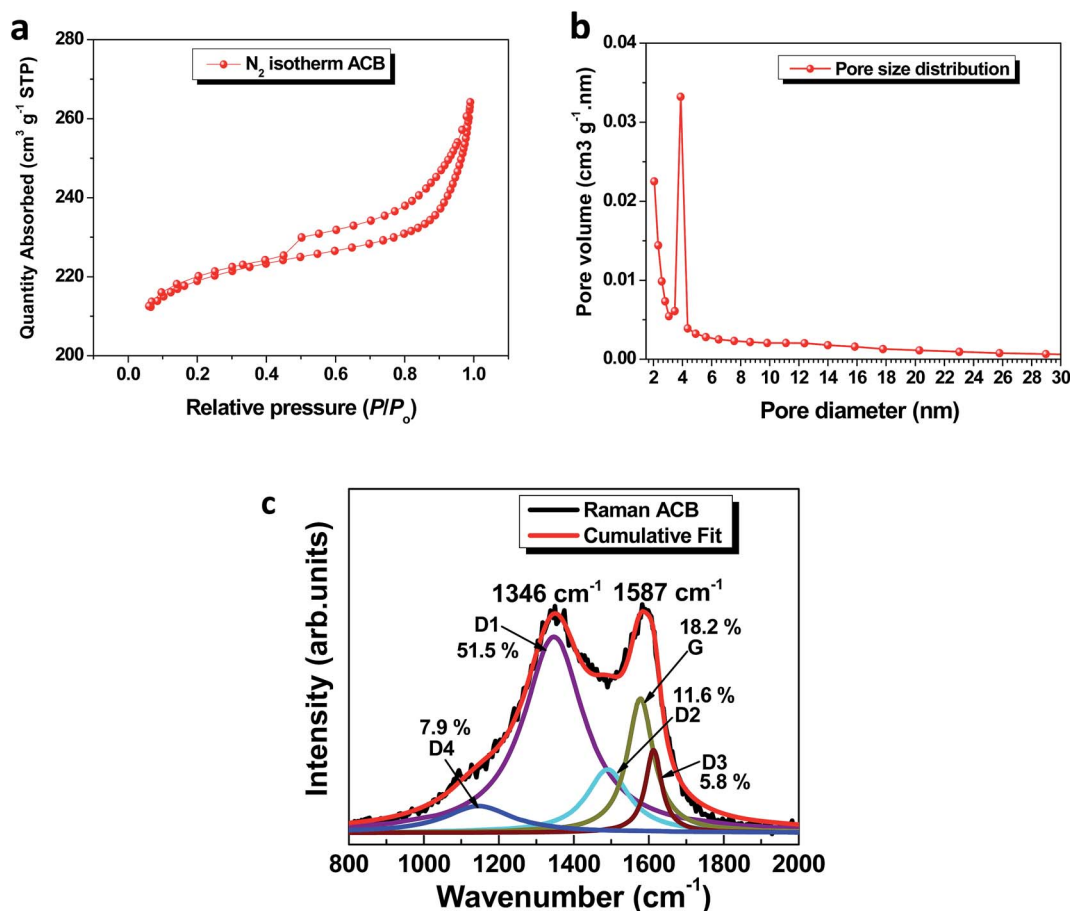 a
N2 isotherm ACB
Quantity Absorbed (cm3 g-1 STP)
280
260
240
220
200
0.0 0.2 0.4 0.6 0.8 1.0
Relative pressure (P/Po)
b
Pore size distribution
Pore volume (cm3 g-1.nm)
0.04
0.03
0.02
0.01
0.00
2 4 6 8 10 12 14 16 18 20 22 24 26 28 30
Pore diameter (nm)
c
Raman ACB
Cumulative Fit
Intensity (arb.units)
1346 cm-1 1587 cm-1
D1
51.5 %
18.2 %
G
11.6 %
D2
7.9 %
D4
D3
5.8 %
800 1000 1200 1400 1600 1800 2000
Wavenumber (cm-1)